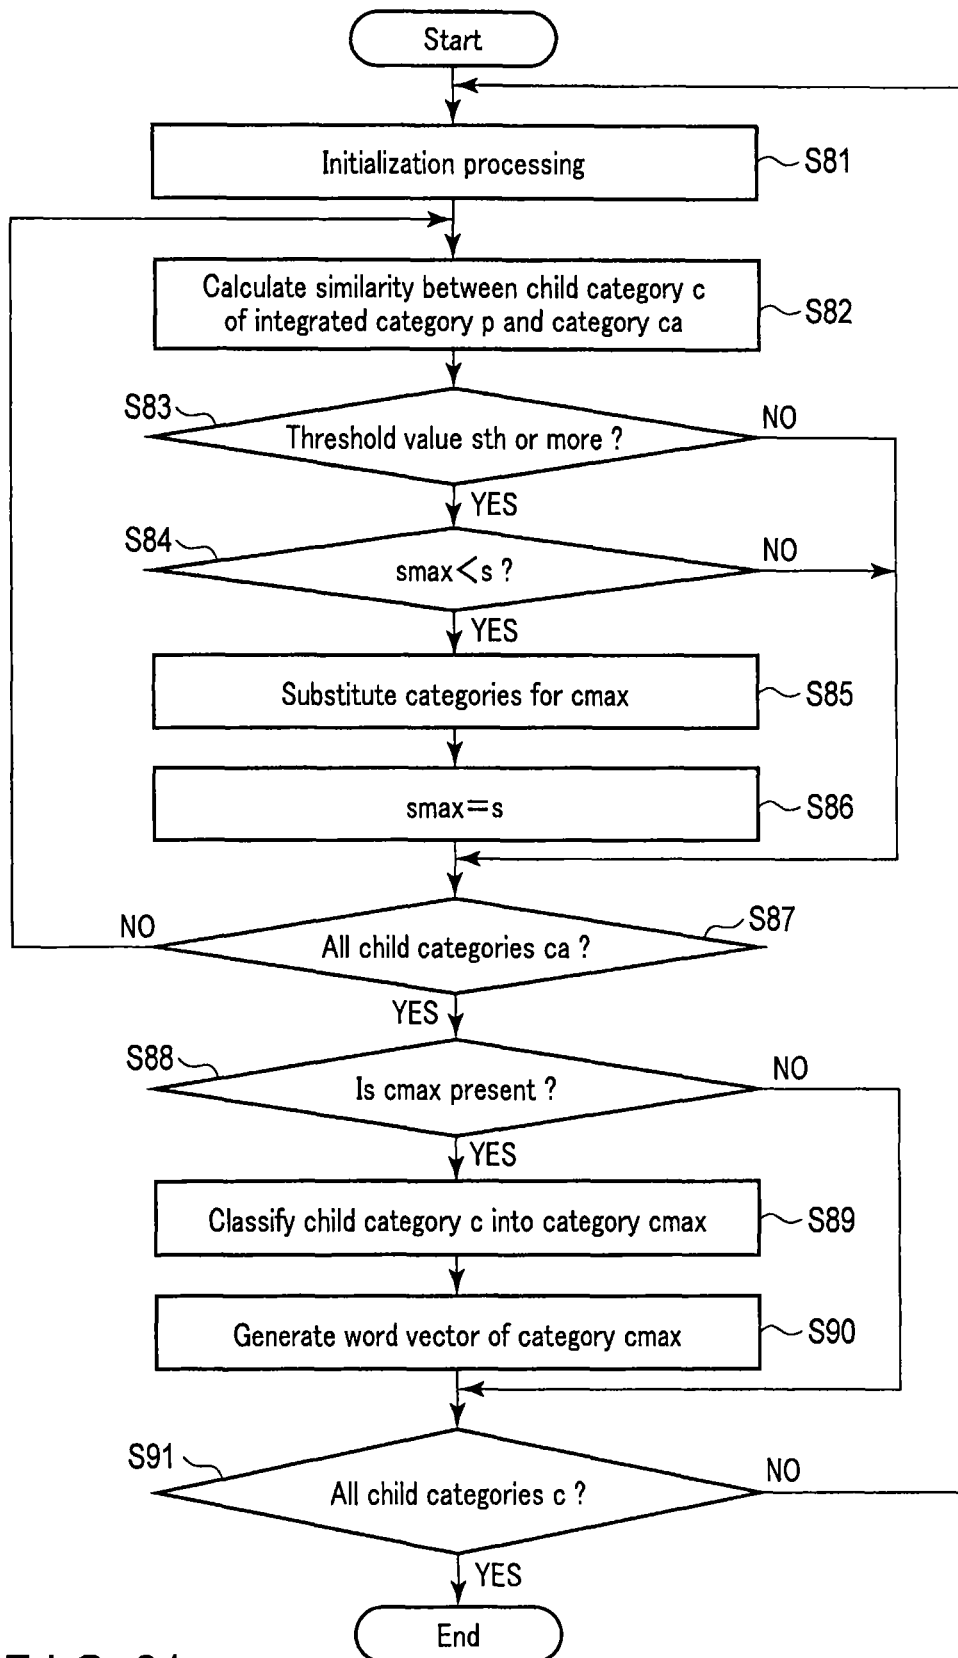 Start
Initialization processing
S81
Calculate similarity between child category c
of integrated category p and category ca
S82
S83
Threshold value sth or more ?
NO
YES
S84
smax<s ?
NO
YES
Substitute categories for cmax
S85
smax=s
S86
S87
All child categories ca ?
NO
YES
S88
Is cmax present ?
NO
YES
Classify child category c into category cmax
S89
Generate word vector of category cmax
S90
S91
All child categories c ?
NO
YES
End